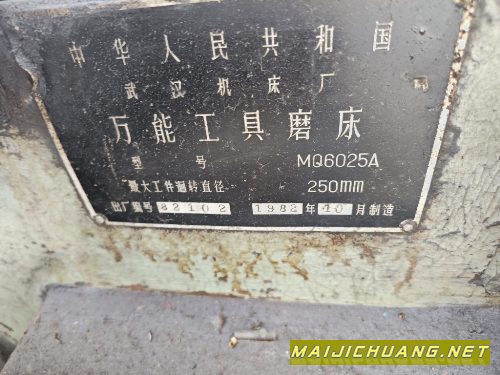 中华人民共和国
武汉机床厂
万能工具磨床
型号 MQ6025A
最大工件回转直径 250mm
出厂编号 82102 1982年10月制造
MAIJICHUANG.NET